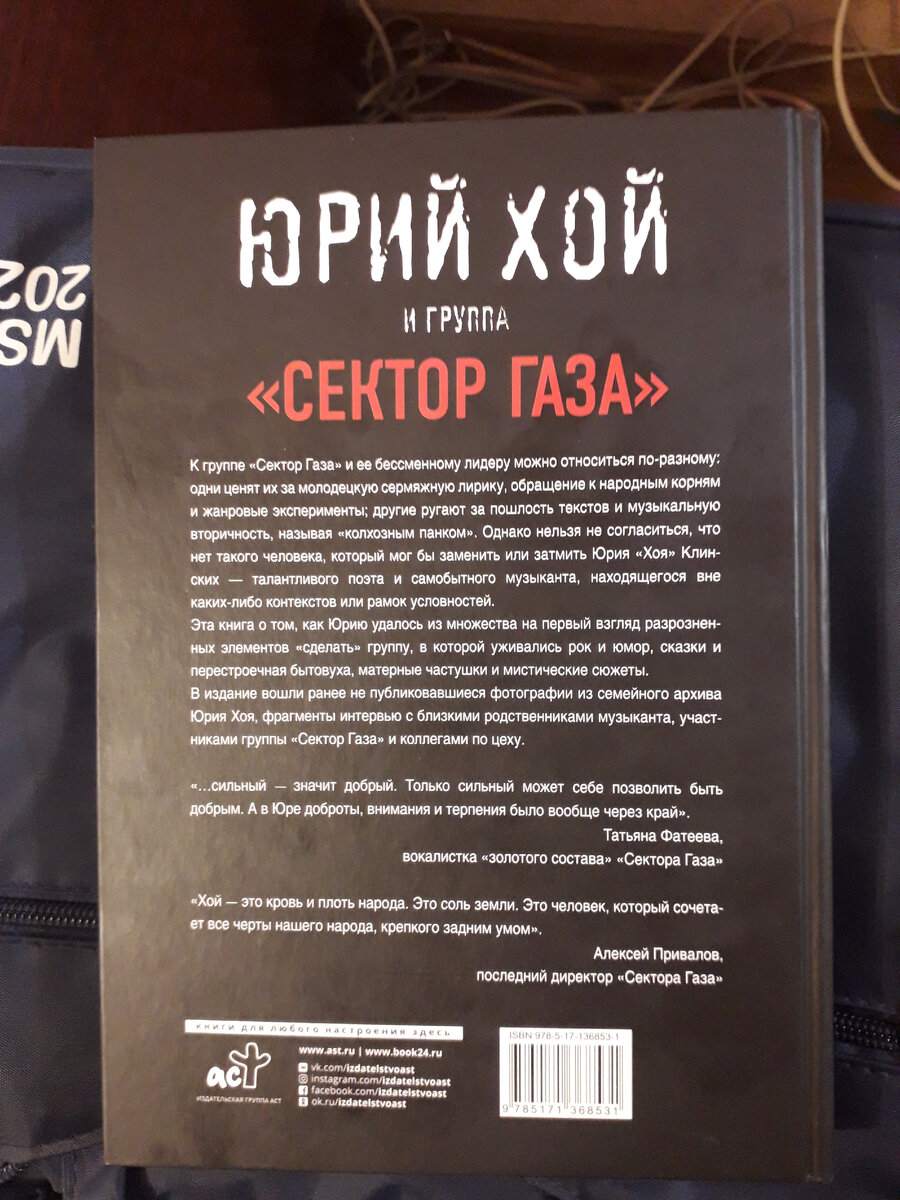 ЮРИЙ ХОЙ
И ГРУППА
«СЕКТОР ГАЗА»
К группе «Сектор Газа» и ее бессменному лидеру можно относиться по-разному:
одни ценят их за молодецкую сермяжную лирику, обращение к народным корням
и жанровые эксперименты; другие ругают за пошлость текстов и музыкальную
вторичность, называя «колхозным панком». Однако нельзя не согласиться, что
нет такого человека, который мог бы заменить или затмить Юрия «Хоя» Клин-
ских — талантливого поэта и самобытного музыканта, находящегося вне
каких-либо контекстов или рамок условностей.
Эта книга о том, как Юрию удалось из множества на первый взгляд разрознен-
ных элементов «сделать» группу, в которой уживались рок и юмор, сказки и
перестроечная бытовуха, матерные частушки и мистические сюжеты.
В издание вошли ранее не публиковавшиеся фотографии из семейного архива
Юрия Хоя, фрагменты интервью с близкими родственниками музыканта, участ-
никами группы «Сектор Газа» и коллегами по цеху.
«...сильный — значит добрый. Только сильный может себе позволить быть
добрым. А в Юре доброты, внимания и терпения было вообще через край».
Татьяна Фатеева,
вокалистка «золотого состава» «Сектора Газа»
«Хой — это кровь и плоть народа. Это соль земли. Это человек, который сочета-
ет все черты нашего народа, крепкого задним умом».
Алексей Привалов,
последний директор «Сектора Газа»
книги для любого настроения здесь
аст
ИЗДАТЕЛЬСКАЯ ГРУППА АСТ
www.ast.ru | www.book24.ru
vk.com/izdatelstvoast
instagram.com/izdatelstvoast
facebook.com/izdatelstvoast
ok.ru/izdatelstvoast
ISBN 978-5-17-136853-1
9 785171 368531
MS
202